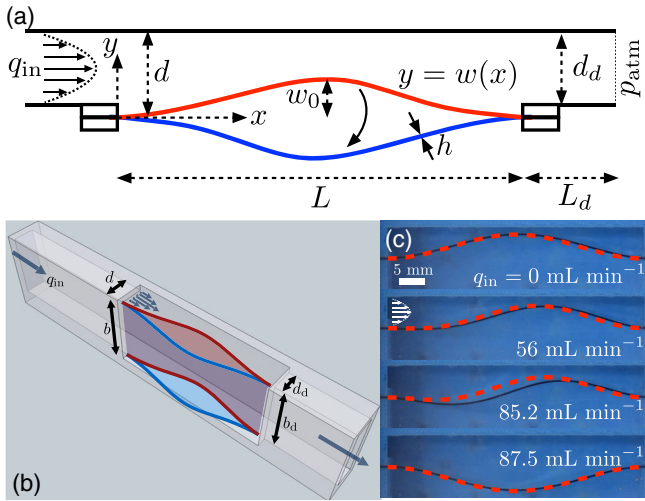 (a)
q_in
y
d
w_0
y = w(x)
d_d
p_atm
x
h
L
L_d
(b)
q_in
d
b
d_d
b_d
(c)
5 mm
q_in = 0 mL min⁻¹
56 mL min⁻¹
85.2 mL min⁻¹
87.5 mL min⁻¹